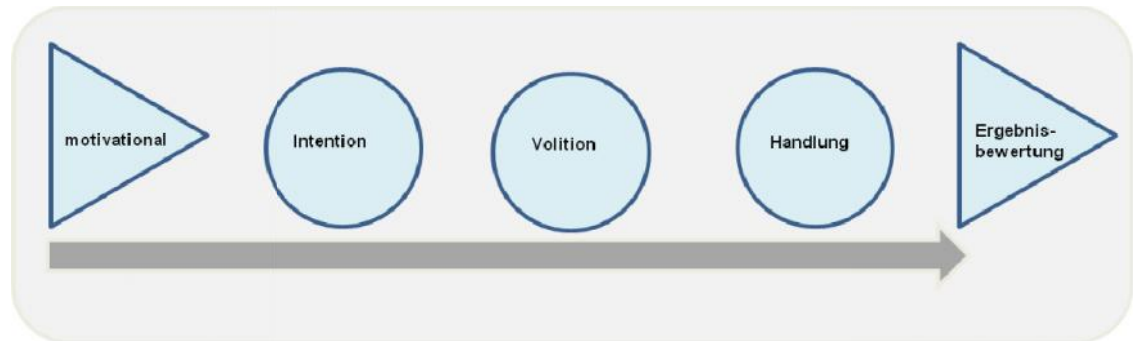 motivational
Intention
Volition
Handlung
Ergebnis-
bewertung